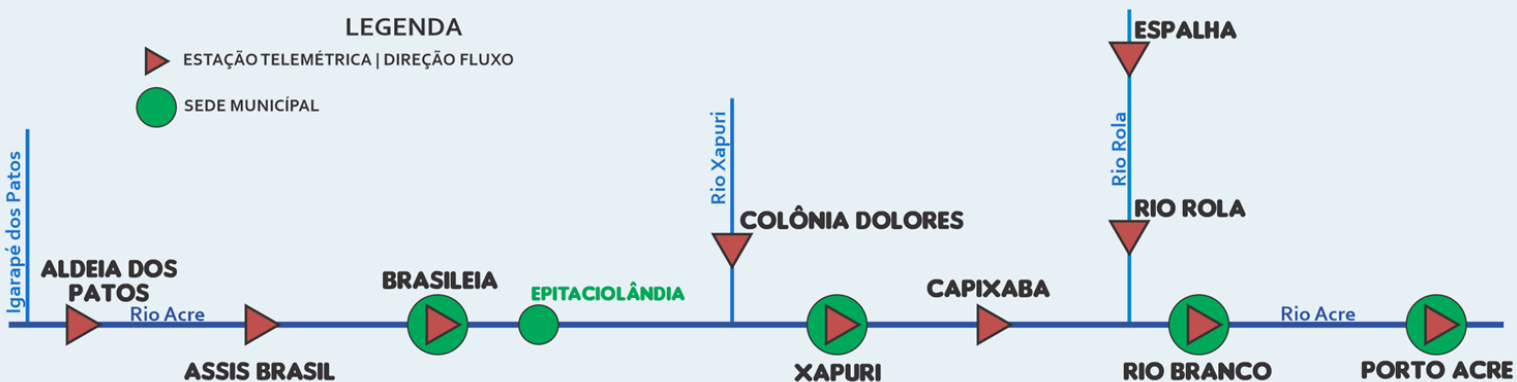 LEGENDA
ESTAÇÃO TELEMÉTRICA | DIREÇÃO FLUXO
SEDE MUNICÍPAL
Igarapé dos Patos
ALDEIA DOS
PATOS
Rio Acre
ASSIS BRASIL
BRASILEIA
EPITACIOLÂNDIA
Rio Xapuri
COLÔNIA DOLORES
XAPURI
CAPIXABA
ESPALHA
Rio Rola
RIO ROLA
RIO BRANCO
Rio Acre
PORTO ACRE